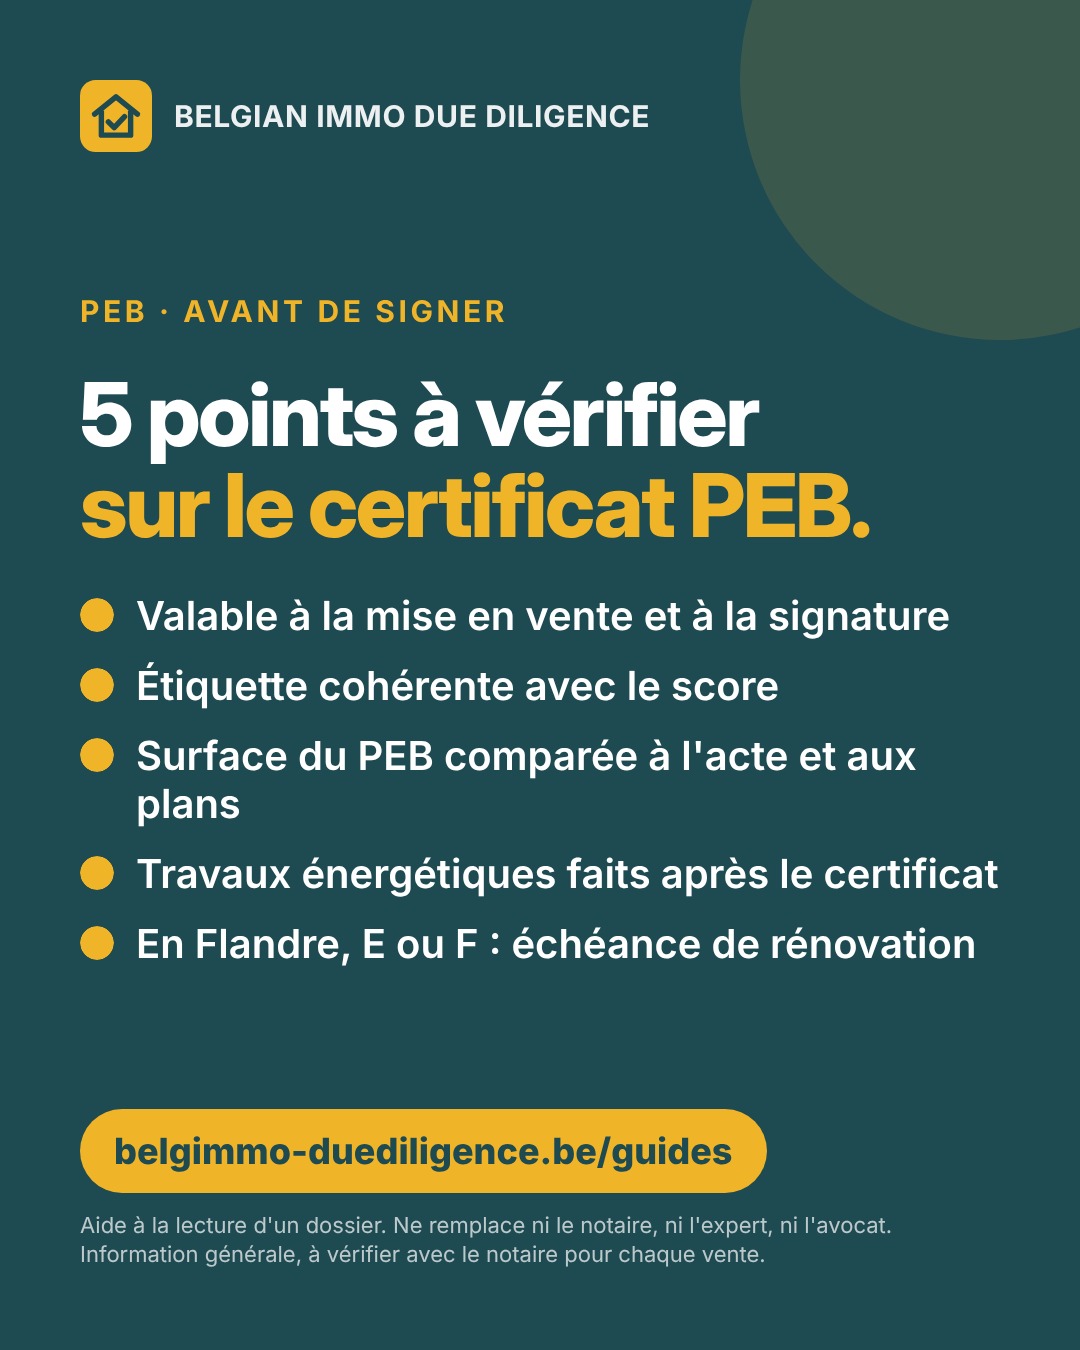 BELGIAN IMMO DUE DILIGENCE
PEB · AVANT DE SIGNER
5 points à vérifier
sur le certificat PEB.
Valable à la mise en vente et à la signature
Étiquette cohérente avec le score
Surface du PEB comparée à l'acte et aux
plans
Travaux énergétiques faits après le certificat
En Flandre, E ou F : échéance de rénovation
belgimmo-duediligence.be/guides
Aide à la lecture d'un dossier. Ne remplace ni le notaire, ni l'expert, ni l'avocat.
Information générale, à vérifier avec le notaire pour chaque vente.